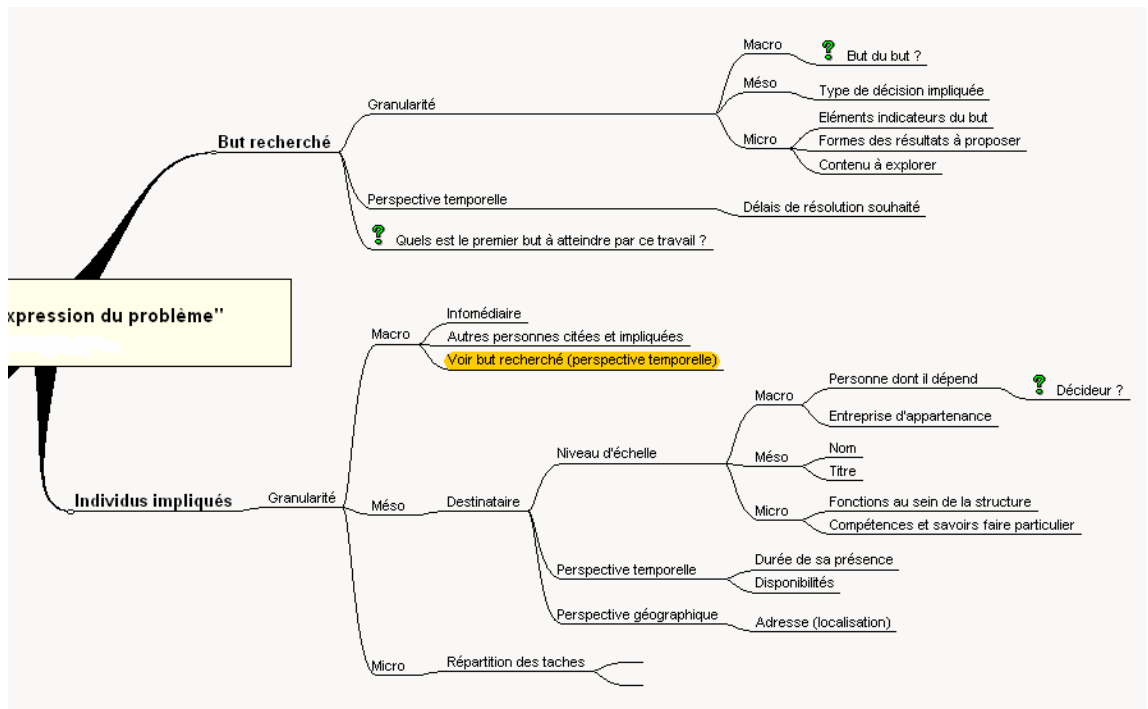 Macro
But du but ?
Méso
Type de décision impliquée
Granularité
Eléments indicateurs du but
Micro
Formes des résultats à proposer
But recherché
Contenu à explorer
Perspective temporelle
Délais de résolution souhaité
Quels est le premier but à atteindre par ce travail ?
xpression du problème"
Infomédiaire
Macro
Autres personnes citées et impliquées
Voir but recherché (perspective temporelle)
Personne dont il dépend
Macro
Décideur ?
Entreprise d'appartenance
Niveau d'échelle
Nom
Méso
Titre
Individus impliqués
Granularité
Méso
Destinataire
Fonctions au sein de la structure
Micro
Compétences et savoirs faire particulier
Durée de sa présence
Perspective temporelle
Disponibilités
Perspective géographique
Adresse (localisation)
Micro
Répartition des taches